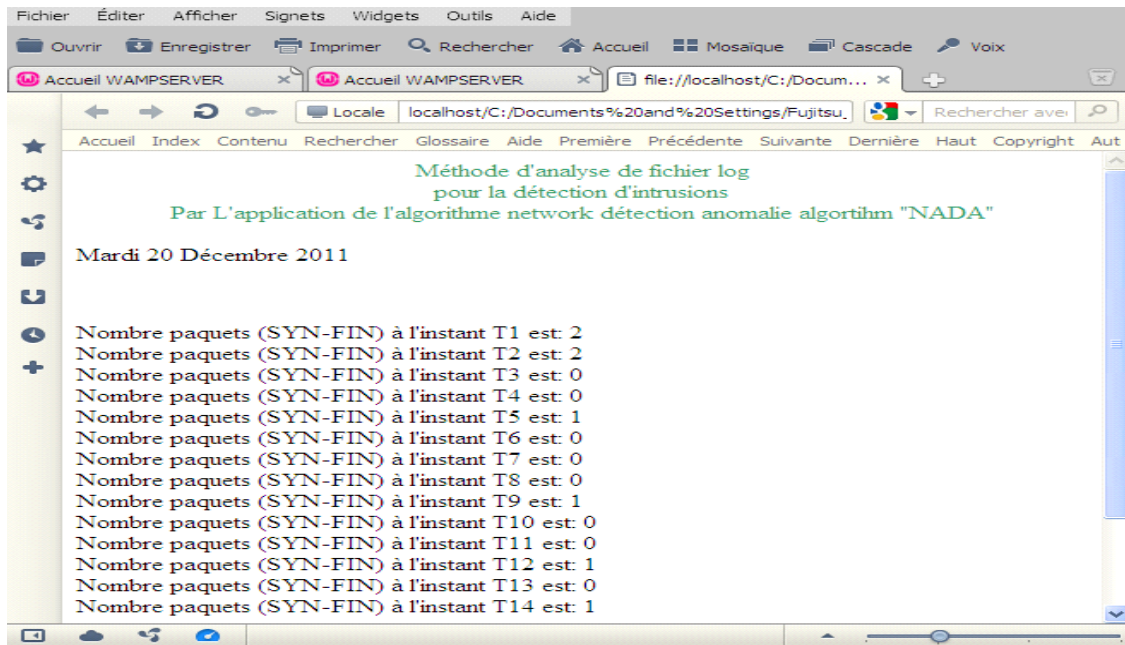 Fichier Éditer Afficher Signets Widgets Outils Aide
Ouvrir Enregistrer Imprimer Rechercher Accueil Mosaïque Cascade Voix
Accueil WAMPSERVER Accueil WAMPSERVER file://localhost/C:/Docum...
Locale localhost/C:/Documents%20and%20Settings/Fujitsu_ Rechercher ave
Accueil Index Contenu Rechercher Glossaire Aide Première Précédente Suivante Dernière Haut Copyright Aut
Méthode d'analyse de fichier log
pour la détection d'intrusions
Par L'application de l'algorithme network détection anomalie algortihm "NADA"
Mardi 20 Décembre 2011
Nombre paquets (SYN-FIN) à l'instant T1 est: 2
Nombre paquets (SYN-FIN) à l'instant T2 est: 2
Nombre paquets (SYN-FIN) à l'instant T3 est: 0
Nombre paquets (SYN-FIN) à l'instant T4 est: 0
Nombre paquets (SYN-FIN) à l'instant T5 est: 1
Nombre paquets (SYN-FIN) à l'instant T6 est: 0
Nombre paquets (SYN-FIN) à l'instant T7 est: 0
Nombre paquets (SYN-FIN) à l'instant T8 est: 0
Nombre paquets (SYN-FIN) à l'instant T9 est: 1
Nombre paquets (SYN-FIN) à l'instant T10 est: 0
Nombre paquets (SYN-FIN) à l'instant T11 est: 0
Nombre paquets (SYN-FIN) à l'instant T12 est: 1
Nombre paquets (SYN-FIN) à l'instant T13 est: 0
Nombre paquets (SYN-FIN) à l'instant T14 est: 1